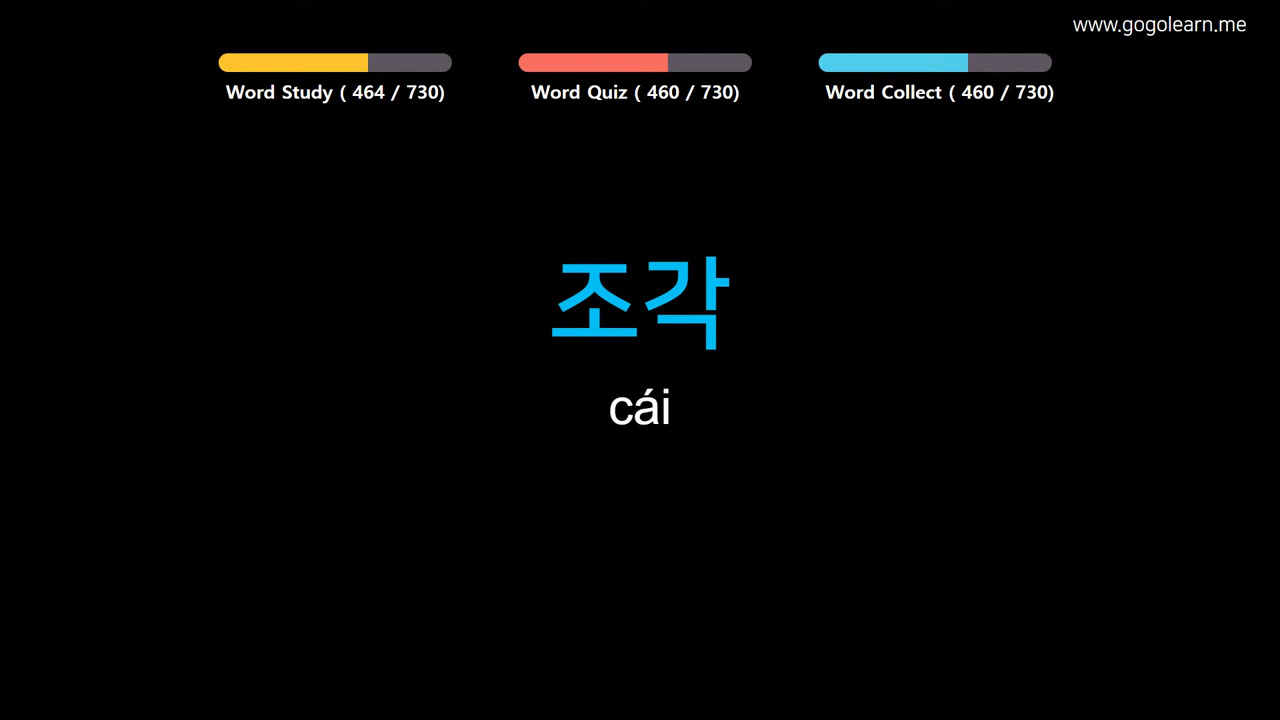 www.gogolearn.me
Word Study ( 464 / 730)
Word Quiz ( 460 / 730)
Word Collect ( 460 / 730)
조각
cái